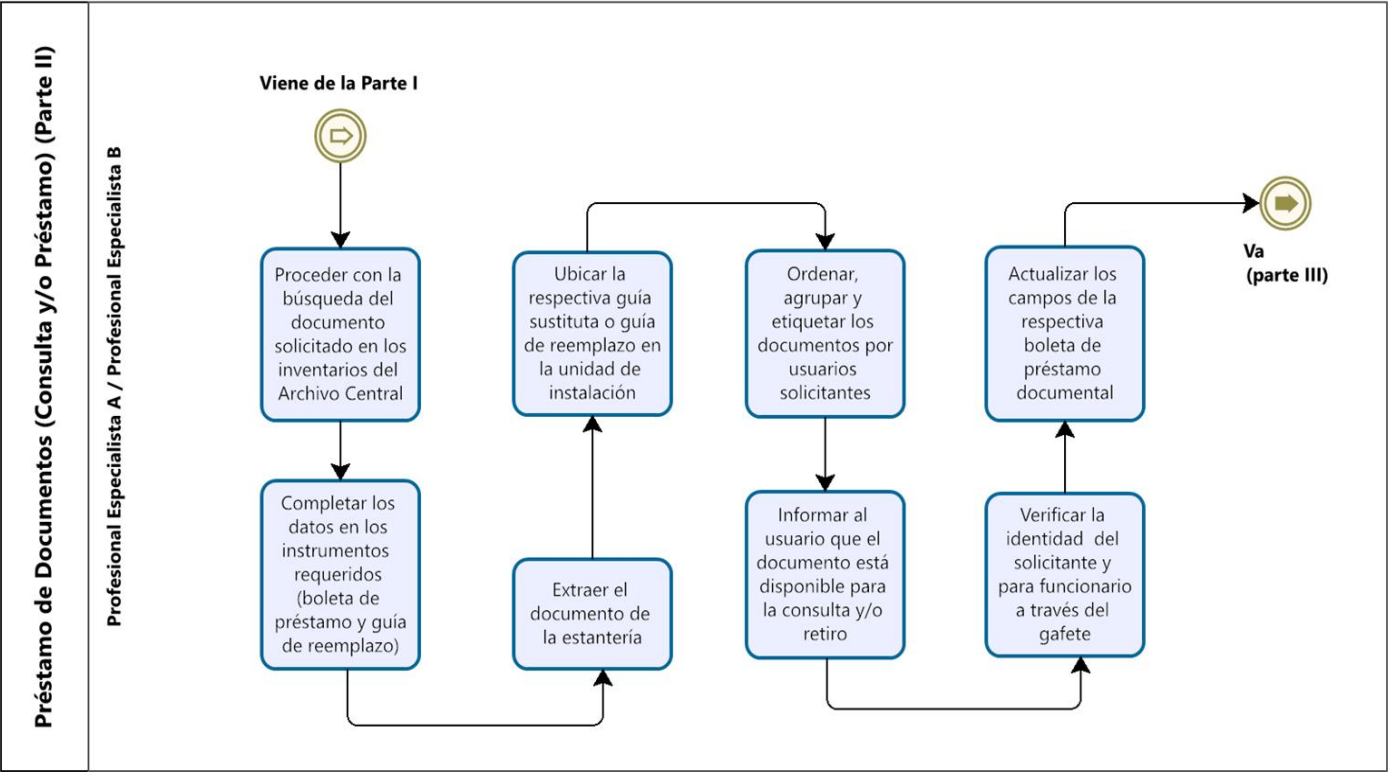 Préstamo de Documentos (Consulta y/o Préstamo) (Parte II)
Profesional Especialista A / Profesional Especialista B
Viene de la Parte I
Proceder con la
búsqueda del
documento
solicitado en los
inventarios del
Archivo Central
Completar los
datos en los
instrumentos
requeridos
(boleta de
préstamo y guía
de reemplazo)
Extraer el
documento de
la estantería
Ubicar la
respectiva guía
sustituta o guía
de reemplazo en
la unidad de
instalación
Ordenar,
agrupar y
etiquetar los
documentos por
usuarios
solicitantes
Informar al
usuario que el
documento está
disponible para
la consulta y/o
retiro
Verificar la
identidad del
solicitante y
para funcionario
a través del
gafete
Actualizar los
campos de la
respectiva
boleta de
préstamo
documental
Va
(parte III)